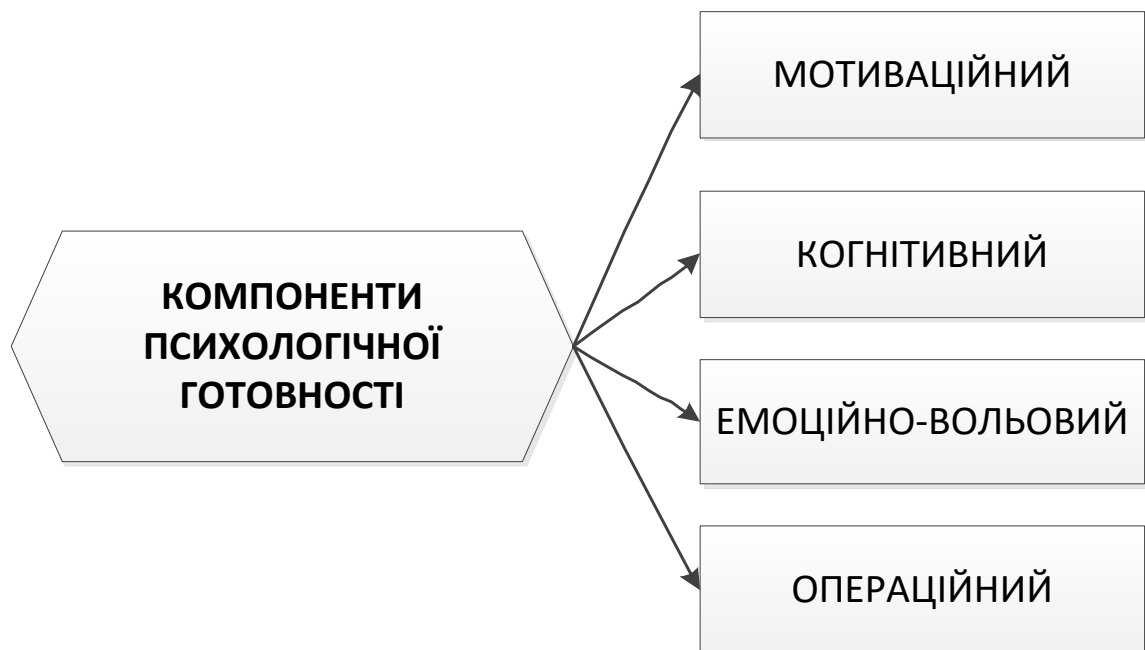 КОМПОНЕНТИ
ПСИХОЛОГІЧНОЇ
ГОТОВНОСТІ
МОТИВАЦІЙНИЙ
КОГНІТИВНИЙ
ЕМОЦІЙНО-ВОЛЬОВИЙ
ОПЕРАЦІЙНИЙ